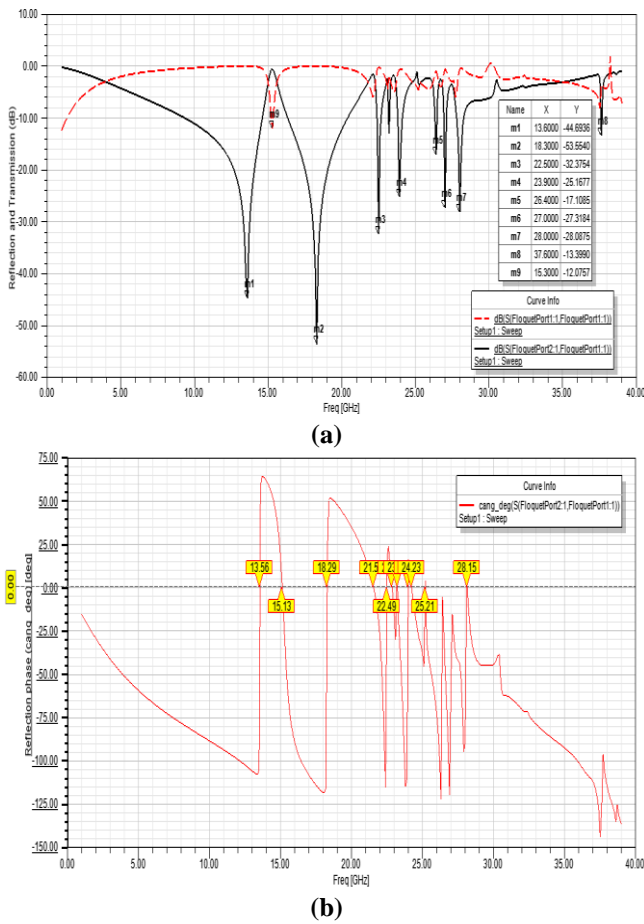 10.00
0.00
-10.00
-20.00
-30.00
-40.00
-50.00
-60.00
Reflection and Transmission (dB)
m9
m1
m2
m3
m4
m5
m6
m7
m8
Name X Y
m1 13.6000 -44.6936
m2 18.3000 -53.5540
m3 22.5000 -32.3754
m4 23.9000 -25.1677
m5 26.4000 -17.1085
m6 27.0000 -27.3184
m7 28.0000 -28.0875
m8 37.6000 -13.3990
m9 15.3000 -12.0757
Curve Info
dB(S(FloquetPort1:1,FloquetPort1:1))
Setup1 : Sweep
dB(S(FloquetPort2:1,FloquetPort1:1))
Setup1 : Sweep
0.00 5.00 10.00 15.00 20.00 25.00 30.00 35.00 40.00
Freq [GHz]
(a)
75.00
50.00
25.00
0.00
-25.00
-50.00
-75.00
-100.00
-125.00
-150.00
Reflection phase (cang_deg) [deg]
Curve Info
cang_deg(S(FloquetPort2:1,FloquetPort1:1))
Setup1 : Sweep
13.56 18.29 21.5 24.23 28.15
15.13 22.49 25.21
0.00 5.00 10.00 15.00 20.00 25.00 30.00 35.00 40.00
Freq [GHz]
(b)